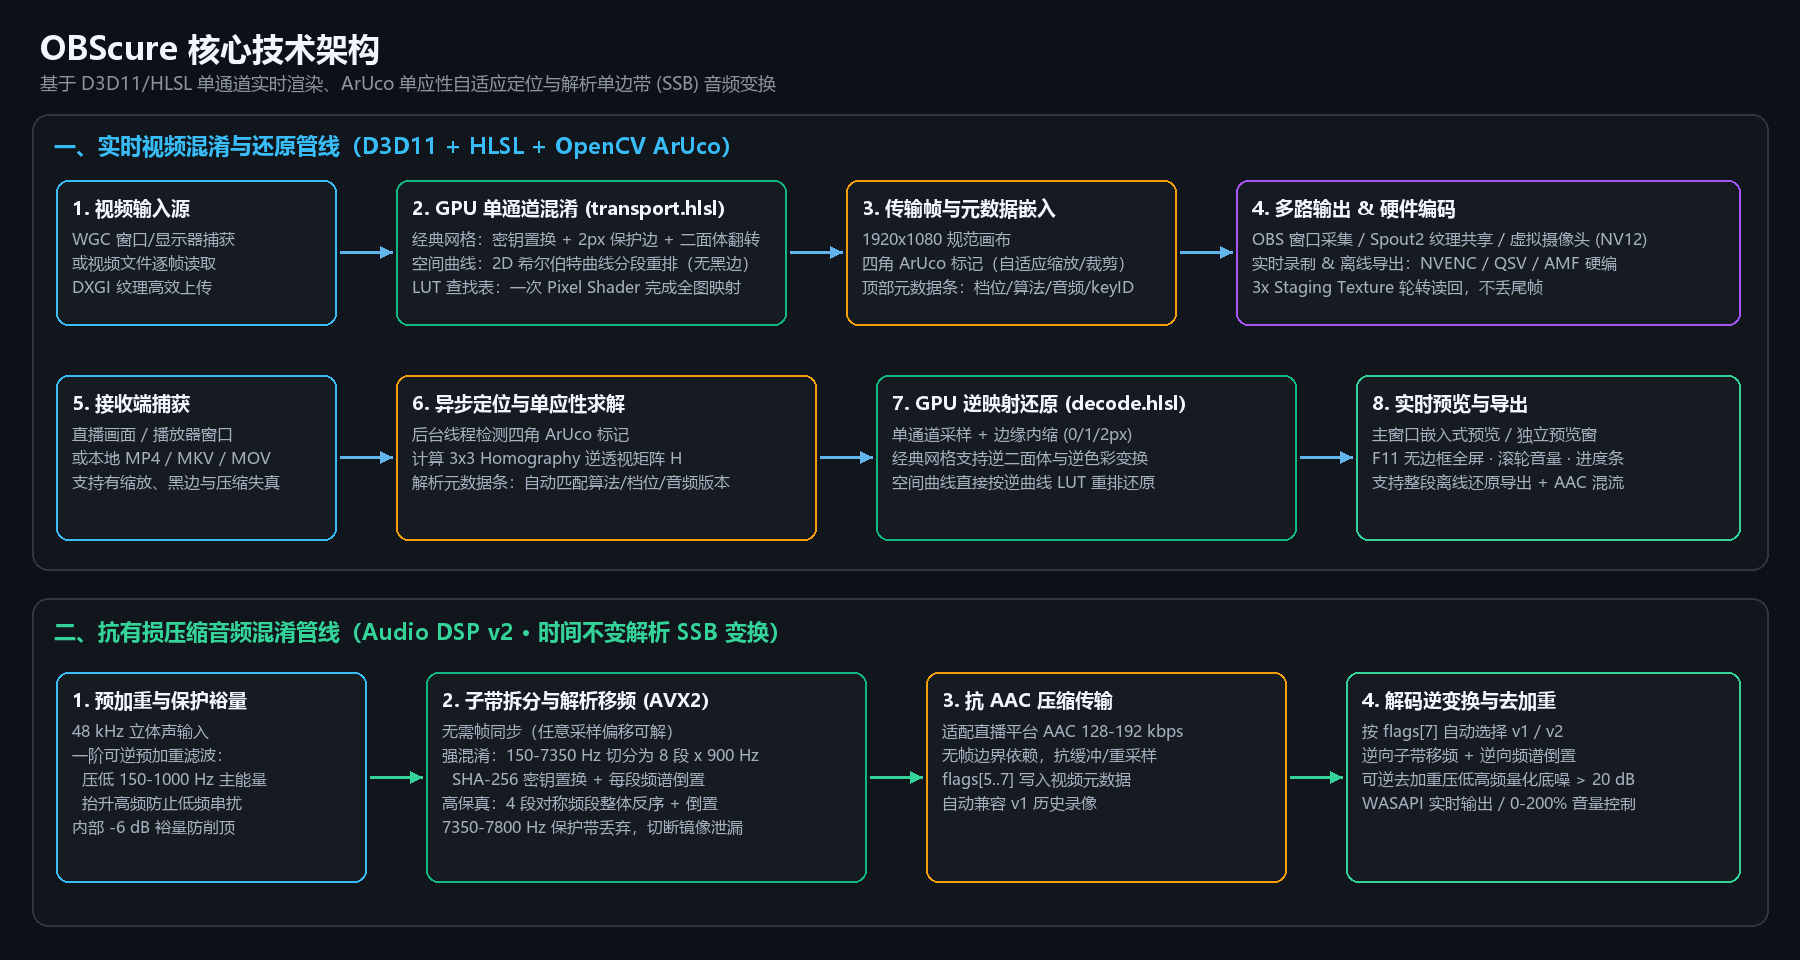 OBScure 核心技术架构
基于 D3D11/HLSL 单通道实时渲染、ArUco 单应性自适应定位与解析单边带 (SSB) 音频变换
一、实时视频混淆与还原管线（D3D11 + HLSL + OpenCV ArUco）
1. 视频输入源
WGC 窗口/显示器捕获
或视频文件逐帧读取
DXGI 纹理高效上传
2. GPU 单通道混淆 (transport.hlsl)
经典网格：密钥置换 + 2px 保护边 + 二面体翻转
空间曲线：2D 希尔伯特曲线分段重排（无黑边）
LUT 查找表：一次 Pixel Shader 完成全图映射
3. 传输帧与元数据嵌入
1920x1080 规范画布
四角 ArUco 标记（自适应缩放/裁剪）
顶部元数据条：档位/算法/音频/keyID
4. 多路输出 & 硬件编码
OBS 窗口采集 / Spout2 纹理共享 / 虚拟摄像头 (NV12)
实时录制 & 离线导出：NVENC / QSV / AMF 硬编
3x Staging Texture 轮转读回，不丢尾帧
5. 接收端捕获
直播画面 / 播放器窗口
或本地 MP4 / MKV / MOV
支持有缩放、黑边与压缩失真
6. 异步定位与单应性求解
后台线程检测四角 ArUco 标记
计算 3x3 Homography 逆透视矩阵 H
解析元数据条：自动匹配算法/档位/音频版本
7. GPU 逆映射还原 (decode.hlsl)
单通道采样 + 边缘内缩 (0/1/2px)
经典网格支持逆二面体与逆色彩变换
空间曲线直接按逆曲线 LUT 重排还原
8. 实时预览与导出
主窗口嵌入式预览 / 独立预览窗
F11 无边框全屏 · 滚轮音量 · 进度条
支持整段离线还原导出 + AAC 混流
二、抗有损压缩音频混淆管线（Audio DSP v2 • 时间不变解析 SSB 变换）
1. 预加重与保护裕量
48 kHz 立体声输入
一阶可逆预加重滤波：
压低 150-1000 Hz 主能量
抬升高频防止低频串扰
内部 -6 dB 裕量防削顶
2. 子带拆分与解析移频 (AVX2)
无需帧同步（任意采样偏移可解）
强混淆：150-7350 Hz 切分为 8 段 x 900 Hz
SHA-256 密钥置换 + 每段频谱倒置
高保真：4 段对称频段整体反序 + 倒置
7350-7800 Hz 保护带丢弃，切断镜像泄漏
3. 抗 AAC 压缩传输
适配直播平台 AAC 128-192 kbps
无帧边界依赖，抗缓冲/重采样
flags[5..7] 写入视频元数据
自动兼容 v1 历史录像
4. 解码逆变换与去加重
按 flags[7] 自动选择 v1 / v2
逆向子带移频 + 逆向频谱倒置
可逆去加重压低高频量化底噪 > 20 dB
WASAPI 实时输出 / 0-200% 音量控制